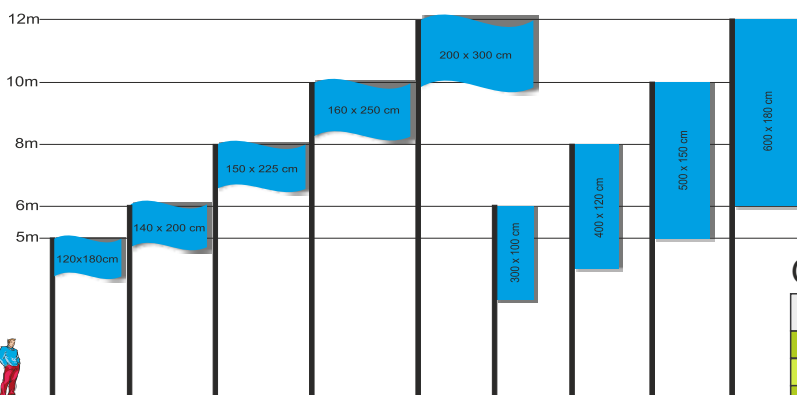 12m
200 x 300 cm
10m
160 x 250 cm
600 x 180 cm
8m
150 x 225 cm
500 x 150 cm
6m
140 x 200 cm
400 x 120 cm
5m
120x180cm
300 x 100 cm